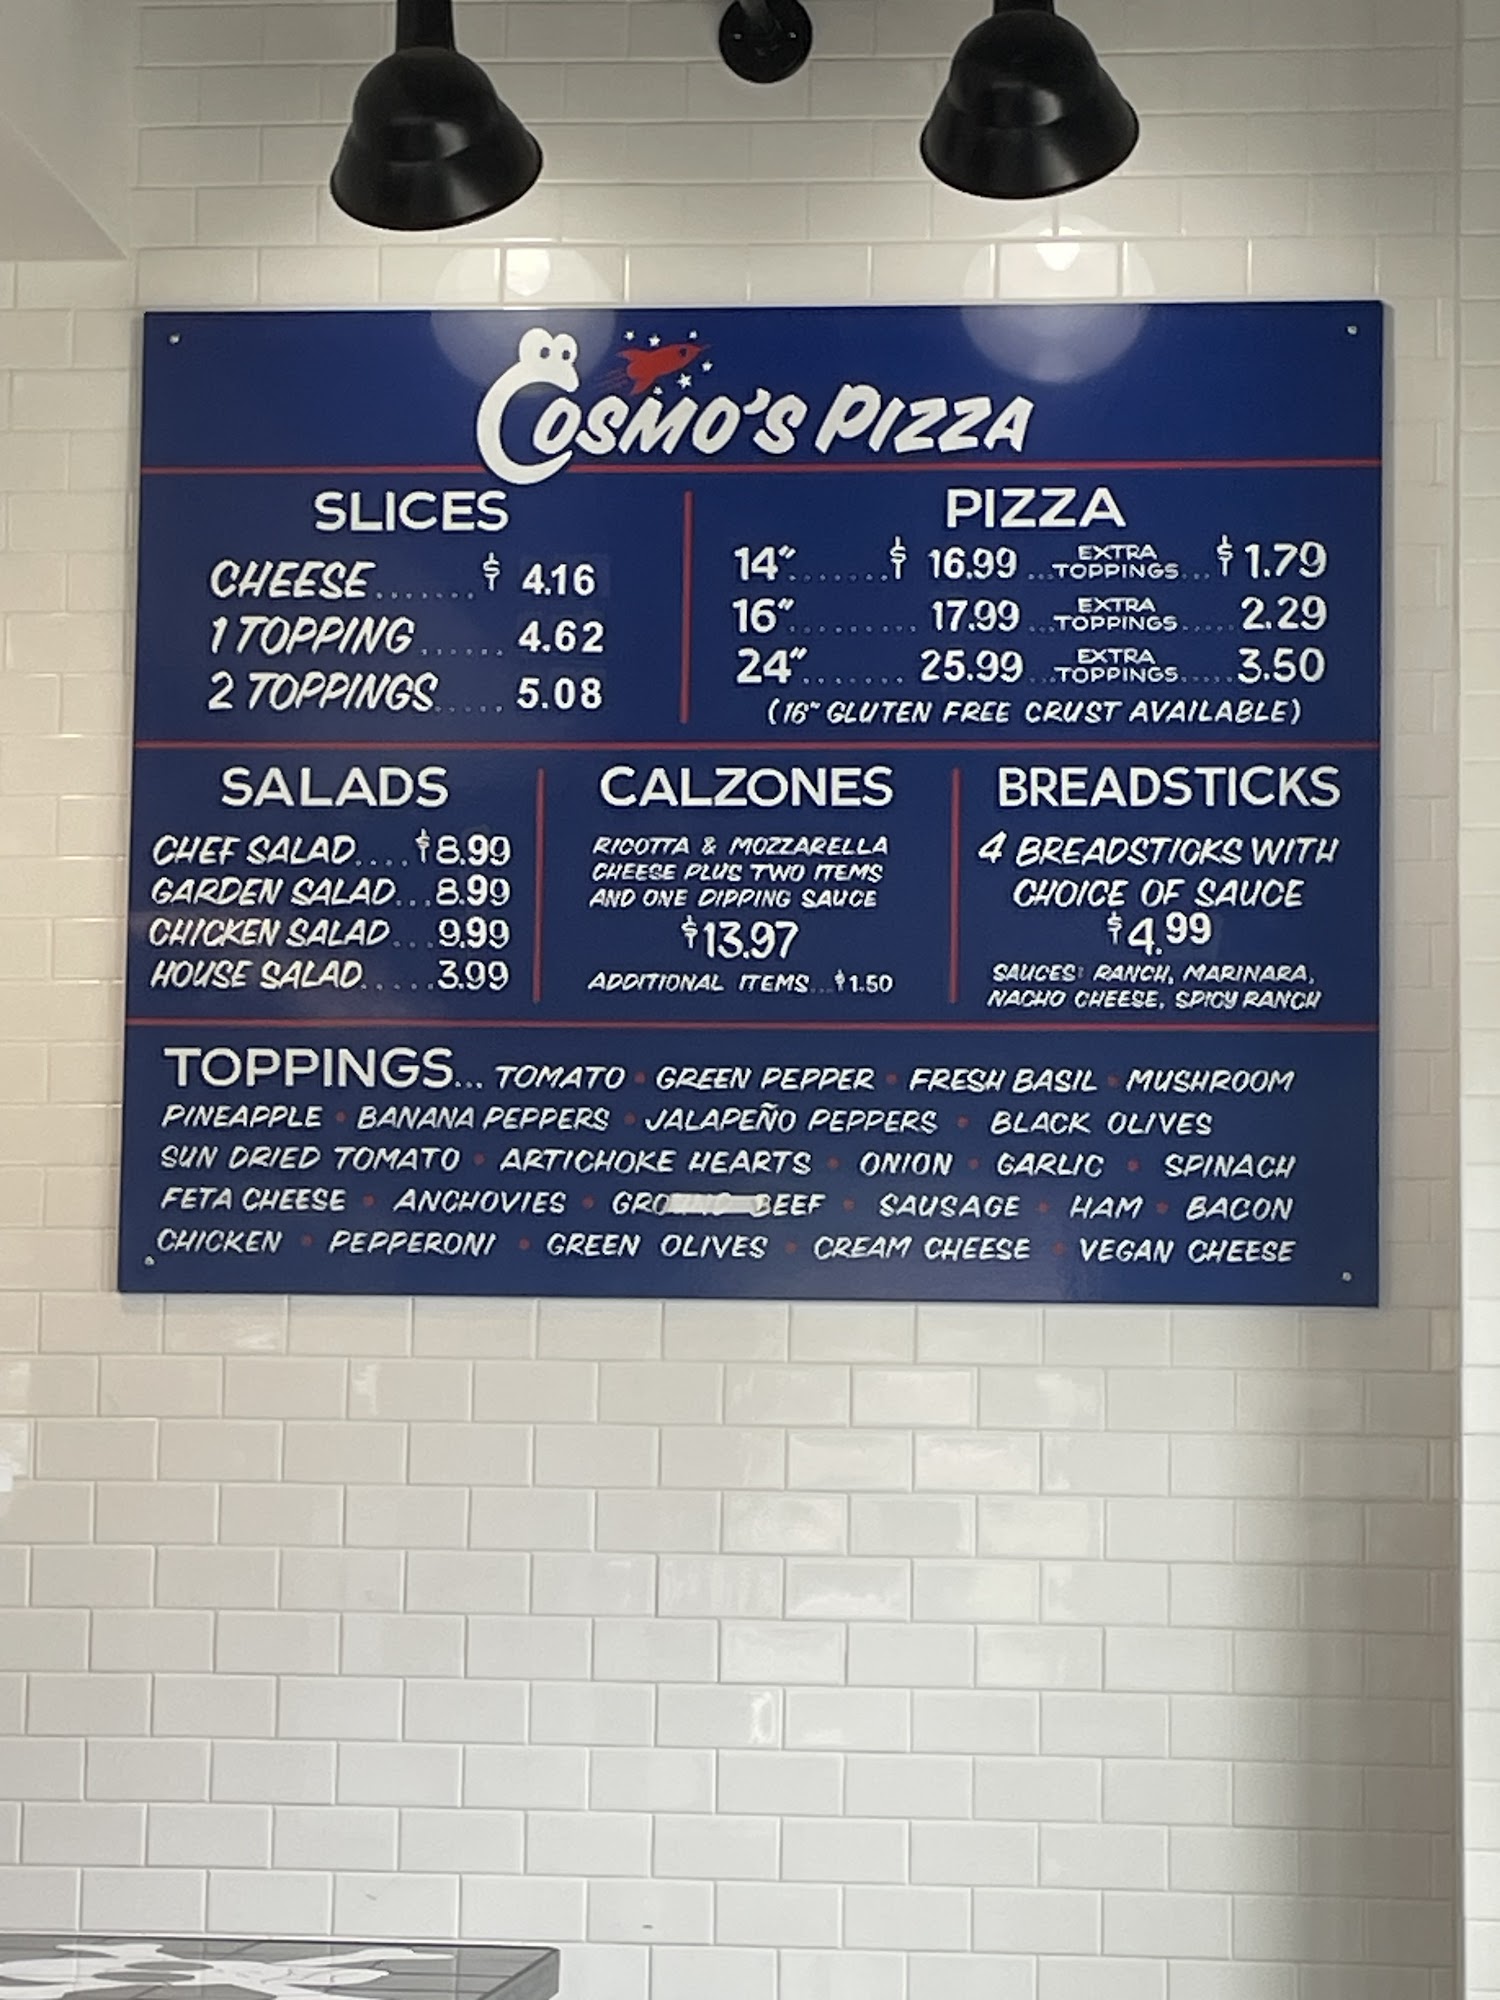 COSMO'S PIZZA
SLICES
CHEESE....... $ 4.16
1 TOPPING...... 4.62
2 TOPPINGS..... 5.08
PIZZA
14"....... $ 16.99 ...EXTRA TOPPINGS... $1.79
16"......... 17.99 ...EXTRA TOPPINGS..... 2.29
24"....... 25.99 ...EXTRA TOPPINGS..... 3.50
(16" GLUTEN FREE CRUST AVAILABLE)
SALADS
CHEF SALAD....$8.99
GARDEN SALAD...8.99
CHICKEN SALAD...9.99
HOUSE SALAD.....3.99
CALZONES
RICOTTA & MOZZARELLA
CHEESE PLUS TWO ITEMS
AND ONE DIPPING SAUCE
$13.97
ADDITIONAL ITEMS...$1.50
BREADSTICKS
4 BREADSTICKS WITH
CHOICE OF SAUCE
$4.99
SAUCES: RANCH, MARINARA,
NACHO CHEESE, SPICY RANCH
TOPPINGS... TOMATO • GREEN PEPPER • FRESH BASIL • MUSHROOM
PINEAPPLE • BANANA PEPPERS • JALAPEÑO PEPPERS • BLACK OLIVES
SUN DRIED TOMATO • ARTICHOKE HEARTS • ONION • GARLIC • SPINACH
FETA CHEESE • ANCHOVIES • BEEF • SAUSAGE • HAM • BACON
CHICKEN • PEPPERONI • GREEN OLIVES • CREAM CHEESE • VEGAN CHEESE